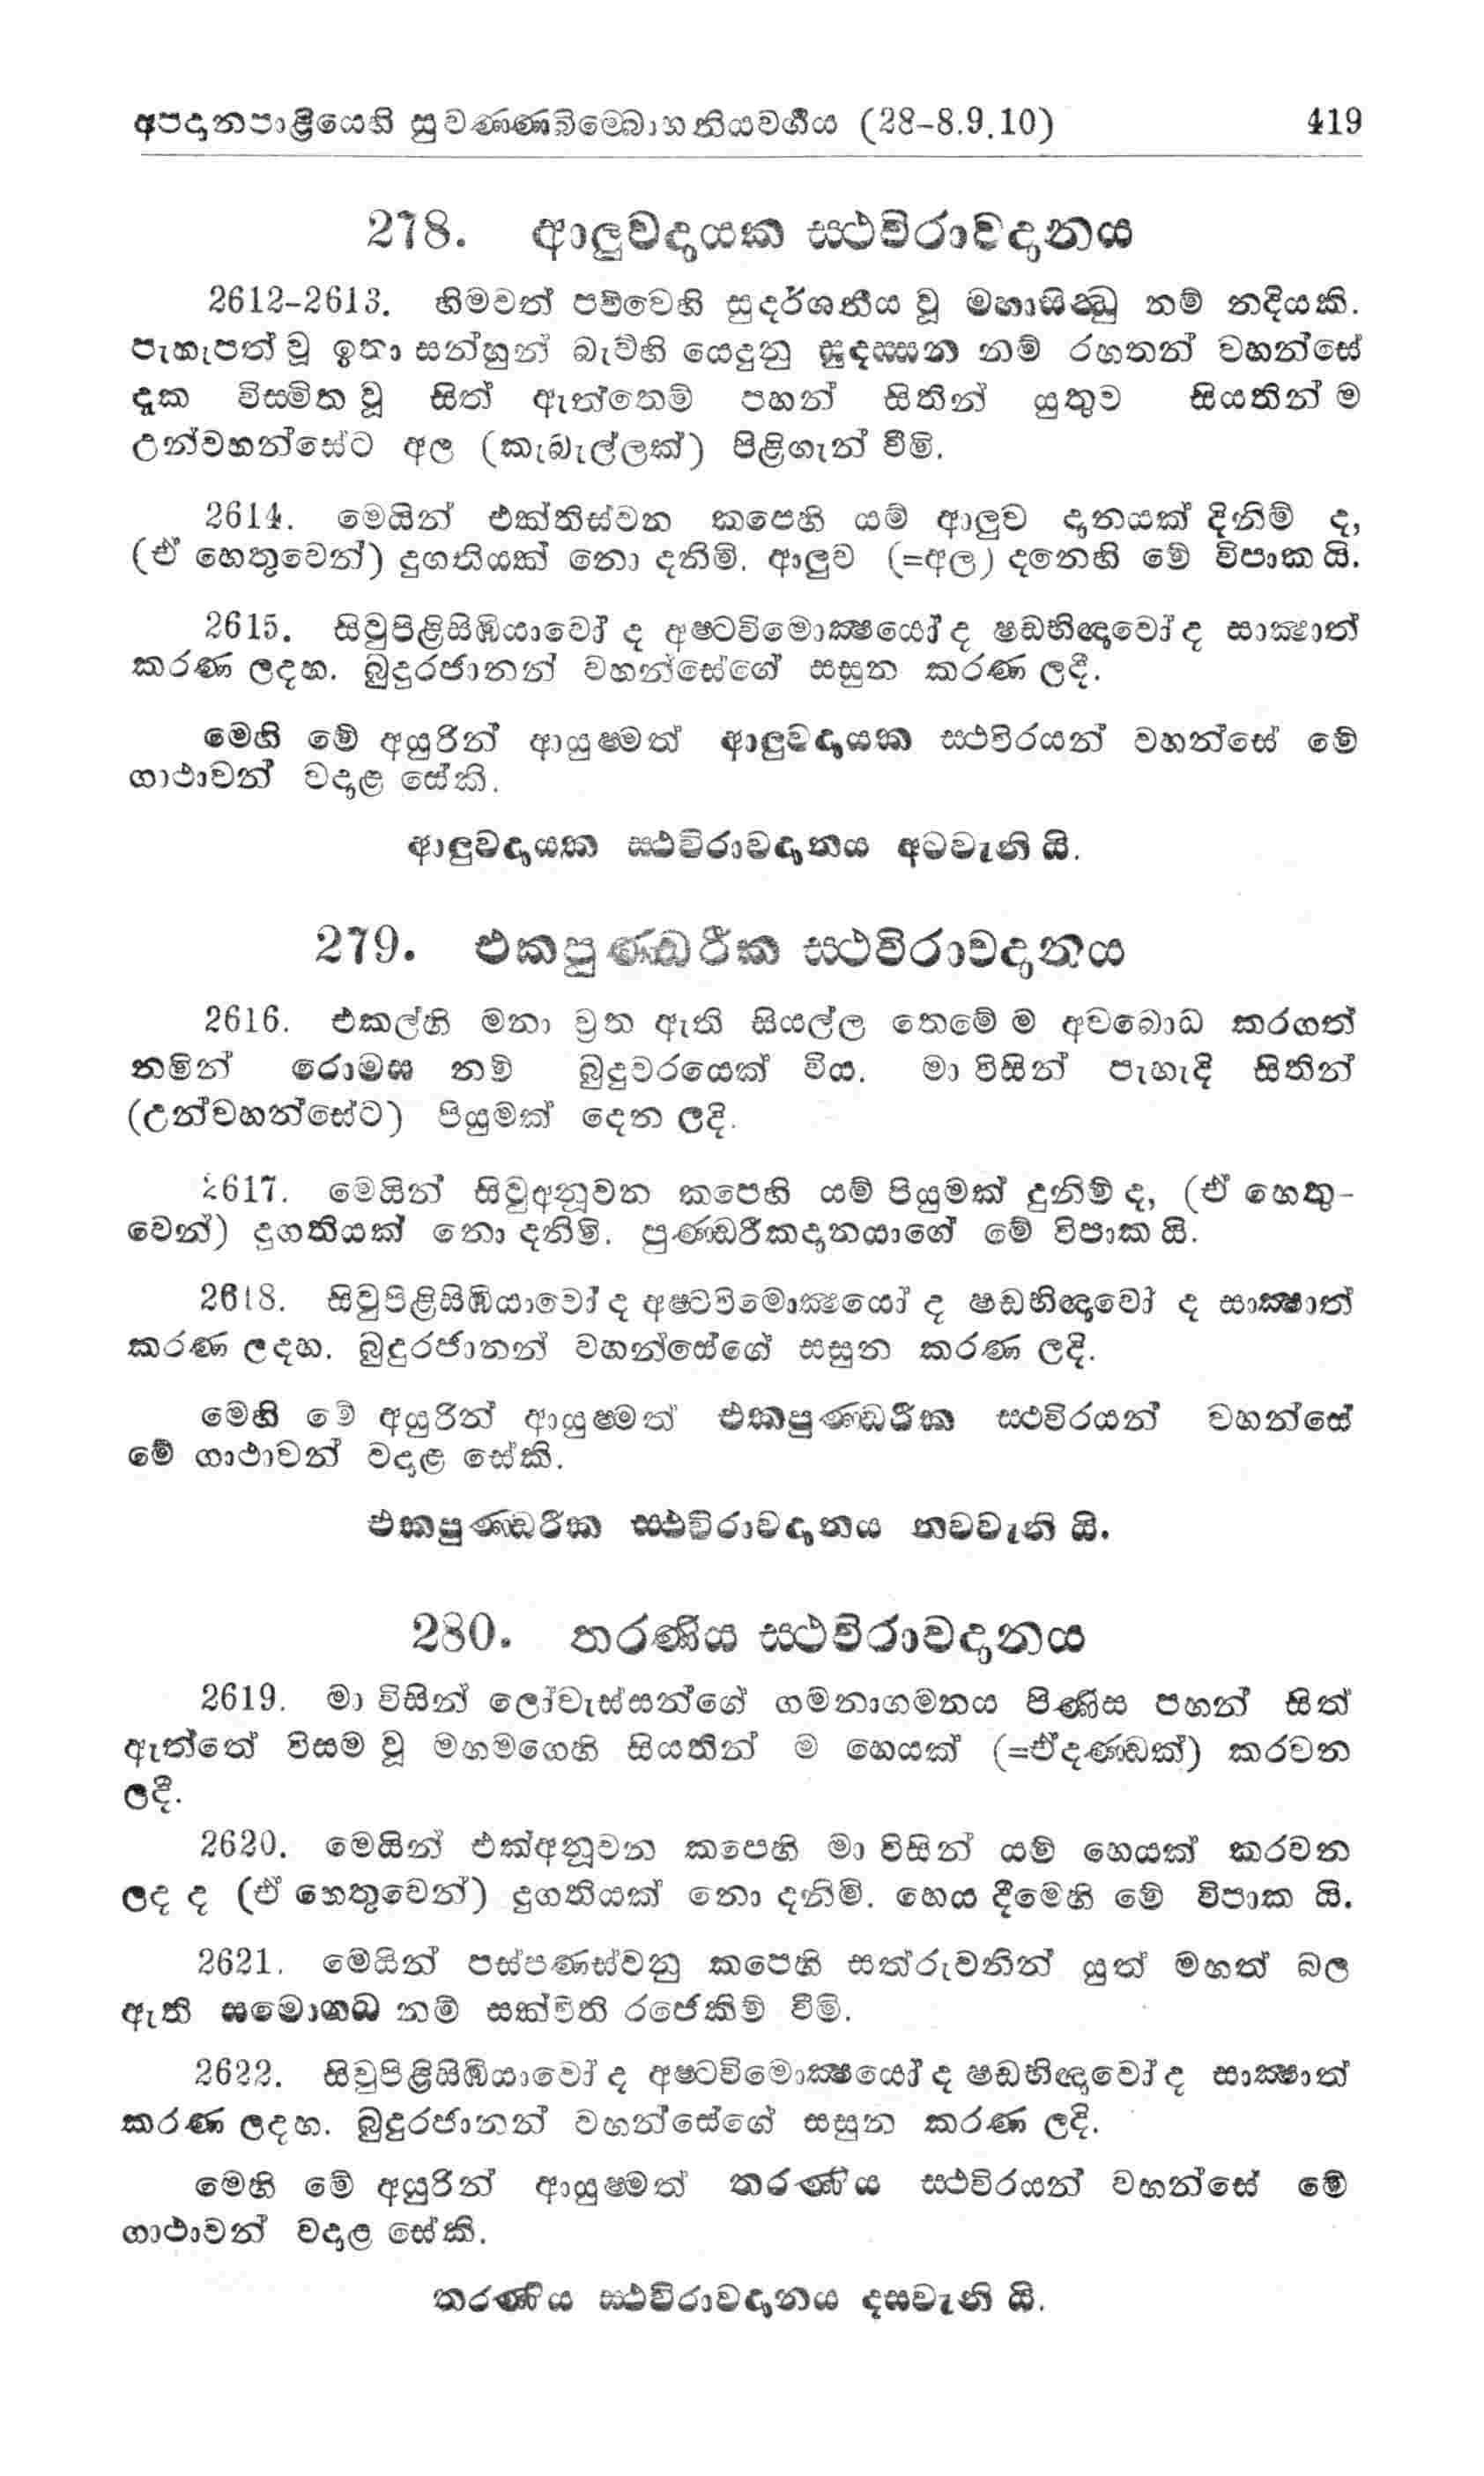 අපදානපාළියෙහි සුවණ්ණබිම්බොහනියවර්ගය (28-8.9.10) 419
278. ආලුවදායක ස්ථවිරාවදානය
2612-2613. හිමවත් පව්වෙහි සුදර්ශනීය වූ මහාසින්ධු නම් නදියකි.
පැහැපත් වූ ඉතා සන්හුන් බැව්හි යෙදුනු සුදස්සන නම් රහතන් වහන්සේ
දැක විස්මිත වූ සිත් ඇත්තෙම් පහන් සිතින් යුතුව සියතින් ම
උන්වහන්සේට අල (කැබැල්ලක්) පිළිගැන් වීමි.
2614. මෙයින් එක්තිස්වන කපෙහි යම් ආලුව දානයක් දිනිම් ද,
(ඒ හෙතුවෙන්) දුගතියක් නො දනිමි. ආලුව (=අල) දනෙහි මේ විපාක යි.
2615. සිවුපිළිසිඹියාවෝ ද අෂ්ටවිමොක්ෂයෝ ද ෂඩභිඥාවෝ ද සාක්ෂාත්
කරණ ලදහ. බුදුරජානන් වහන්සේගේ සසුන කරණ ලදී.
මෙහි මේ අයුරින් ආයුෂ්මත් ආලුවදායක ස්ථවිරයන් වහන්සේ මේ
ගාථාවන් වදාළ සේකි.
ආලුවදායක ස්ථවිරාවදානය අටවැනි යි.
279. එකපුණ්ඩරීක ස්ථවිරාවදානය
2616. එකල්හි මනා ව්‍රත ඇති සියල්ල තෙමේ ම අවබොධ කරගත්
නමින් රොමස නම් බුදුවරයෙක් විය. මා විසින් පැහැදි සිතින්
(උන්වහන්සේට) පියුමක් දෙන ලදි.
2617. මෙයින් සිවුඅනූවන කපෙහි යම් පියුමක් දුනිම් ද, (ඒ හෙතු-
වෙන්) දුගතියක් නො දනිමි. පුණ්ඩරීකදානයාගේ මේ විපාක යි.
2618. සිවුපිළිසිඹියාවෝ ද අෂ්ටවිමොක්ෂයෝ ද ෂඩභිඥාවෝ ද සාක්ෂාත්
කරණ ලදහ. බුදුරජානන් වහන්සේගේ සසුන කරණ ලදි.
මෙහි මේ අයුරින් ආයුෂ්මත් එකපුණ්ඩරීක ස්ථවිරයන් වහන්සේ
මේ ගාථාවන් වදාළ සේකි.
එකපුණ්ඩරීක ස්ථවිරාවදානය නවවැනි යි.
280. තරණීය ස්ථවිරාවදානය
2619. මා විසින් ලෝවැස්සන්ගේ ගමනාගමනය පිණිස පහන් සිත්
ඇත්තේ විසම වූ මහමගෙහි සියතින් ම හෙයක් (=ඒදණ්ඩක්) කරවන
ලදී.
2620. මෙයින් එක්අනූවන කපෙහි මා විසින් යම් හෙයක් කරවන
ලද ද (ඒ හෙතුවෙන්) දුගතියක් නො දනිමි. හෙය දීමෙහි මේ විපාක යි.
2621. මෙයින් පස්පණස්වනු කපෙහි සත්රුවනින් යුත් මහත් බල
ඇති සමොගධ නම් සක්විති රජෙකිම් වීමි.
2622. සිවුපිළිසිඹියාවෝ ද අෂ්ටවිමොක්ෂයෝ ද ෂඩභිඥාවෝ ද සාක්ෂාත්
කරණ ලදහ. බුදුරජානන් වහන්සේගේ සසුන කරණ ලදි.
මෙහි මේ අයුරින් ආයුෂ්මත් තරණීය ස්ථවිරයන් වහන්සේ මේ
ගාථාවන් වදාළ සේකි.
තරණීය ස්ථවිරාවදානය දසවැනි යි.